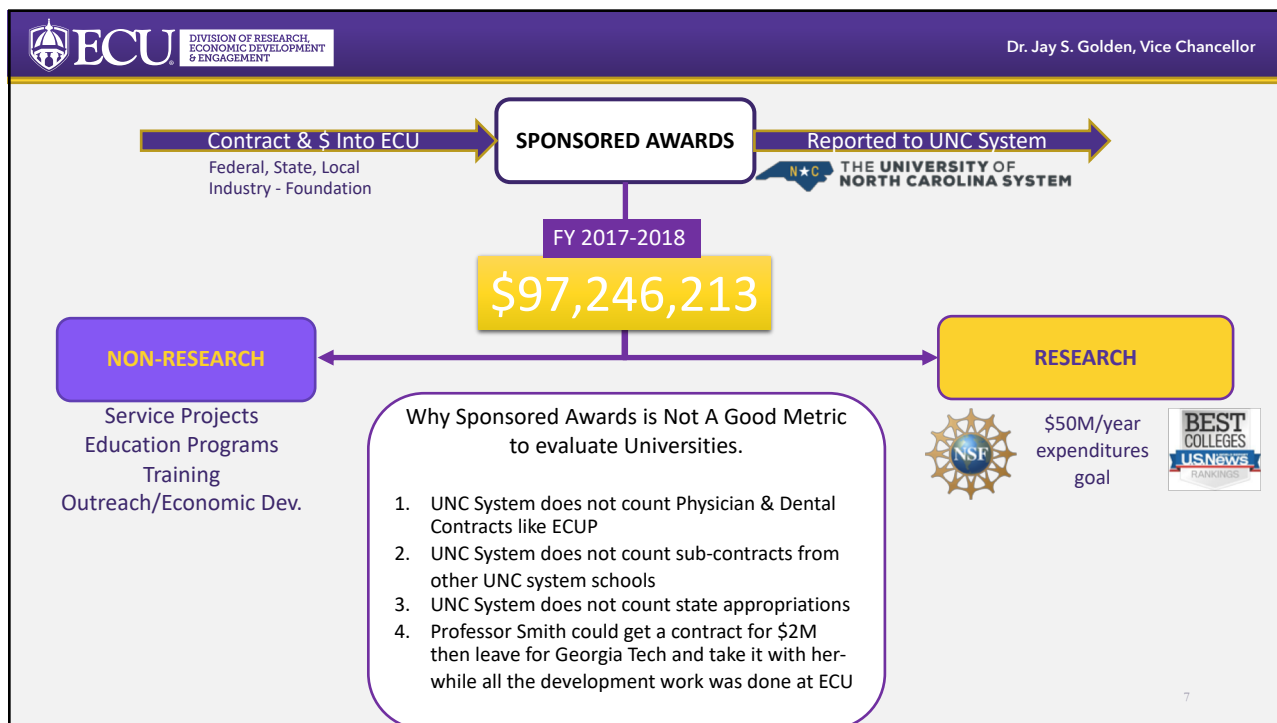 ECU
DIVISION OF RESEARCH,
ECONOMIC DEVELOPMENT
& ENGAGEMENT
Dr. Jay S. Golden, Vice Chancellor
Contract & $ Into ECU
Federal, State, Local
Industry - Foundation
SPONSORED AWARDS
Reported to UNC System
N★C
THE UNIVERSITY OF
NORTH CAROLINA SYSTEM
FY 2017-2018
$97,246,213
NON-RESEARCH
Service Projects
Education Programs
Training
Outreach/Economic Dev.
RESEARCH
NSF
$50M/year
expenditures
goal
BEST
COLLEGES
U.S.News
RANKINGS
Why Sponsored Awards is Not A Good Metric
to evaluate Universities.
1. UNC System does not count Physician & Dental
Contracts like ECUP
2. UNC System does not count sub-contracts from
other UNC system schools
3. UNC System does not count state appropriations
4. Professor Smith could get a contract for $2M
then leave for Georgia Tech and take it with her-
while all the development work was done at ECU
7